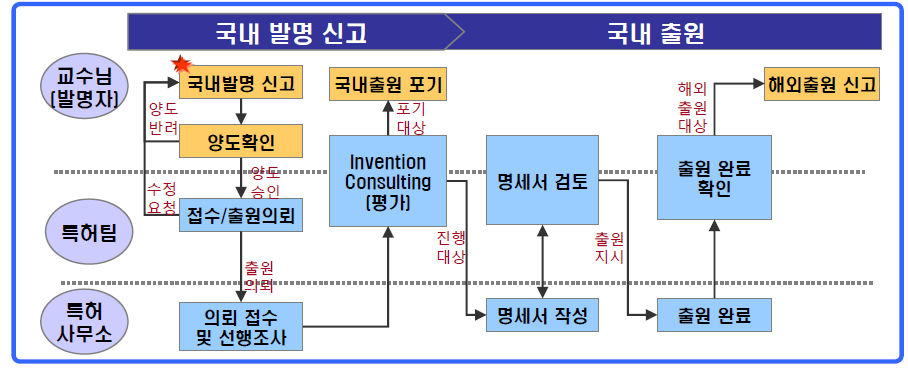 국내 발명 신고
국내 출원
교수님
(발명자)
국내발명 신고
국내출원 포기
해외출원 신고
양도
반려
포기
대상
해외
출원
대상
양도확인
Invention
Consulting
(평가)
명세서 검토
출원 완료
확인
양도
승인
수정
요청
특허팀
접수/출원의뢰
진행
대상
출원
지시
출원
의뢰
특허
사무소
의뢰 접수
및 선행조사
명세서 작성
출원 완료